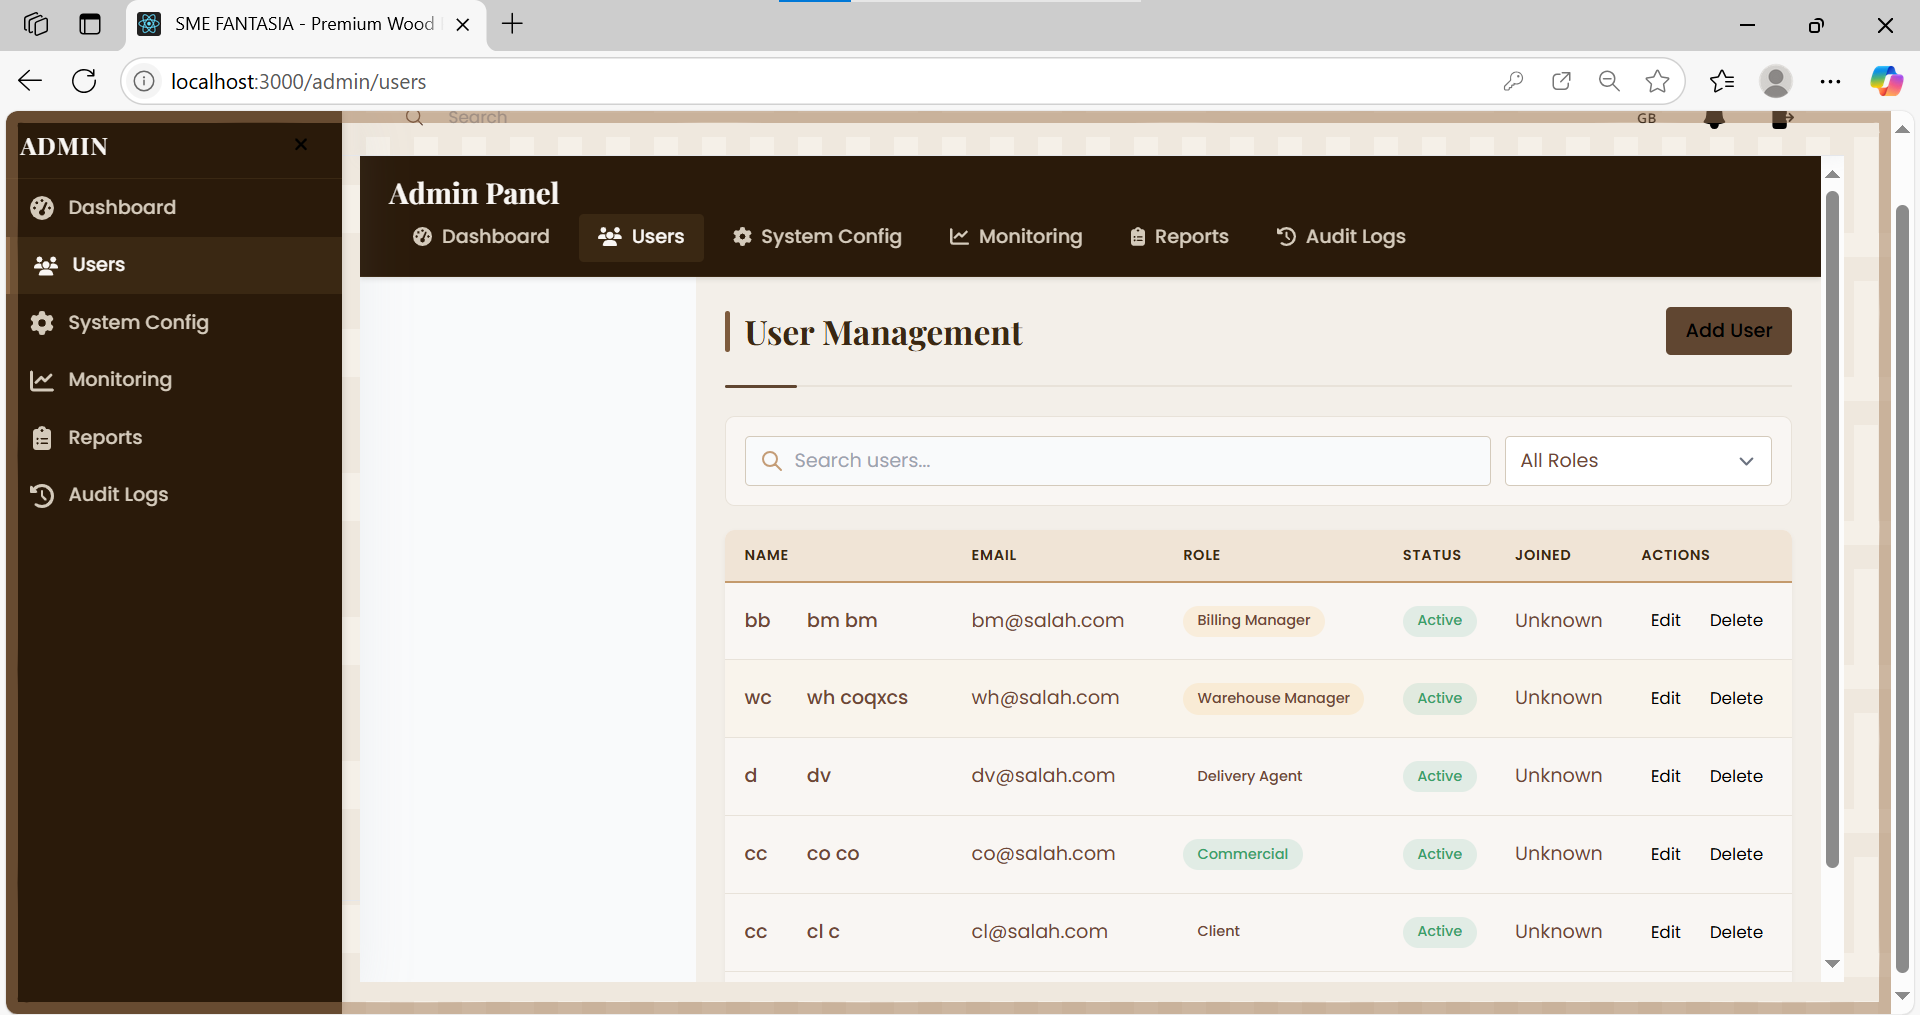 SME FANTASIA - Premium Wood
localhost:3000/admin/users
Search
GB
ADMIN
Dashboard
Users
System Config
Monitoring
Reports
Audit Logs
Admin Panel
Dashboard Users System Config Monitoring Reports Audit Logs
User Management
Add User
Search users...
All Roles
NAME EMAIL ROLE STATUS JOINED ACTIONS
bb bm bm bm@salah.com Billing Manager Active Unknown Edit Delete
wc wh coqxcs wh@salah.com Warehouse Manager Active Unknown Edit Delete
d dv dv@salah.com Delivery Agent Active Unknown Edit Delete
cc co co co@salah.com Commercial Active Unknown Edit Delete
cc cl c cl@salah.com Client Active Unknown Edit Delete